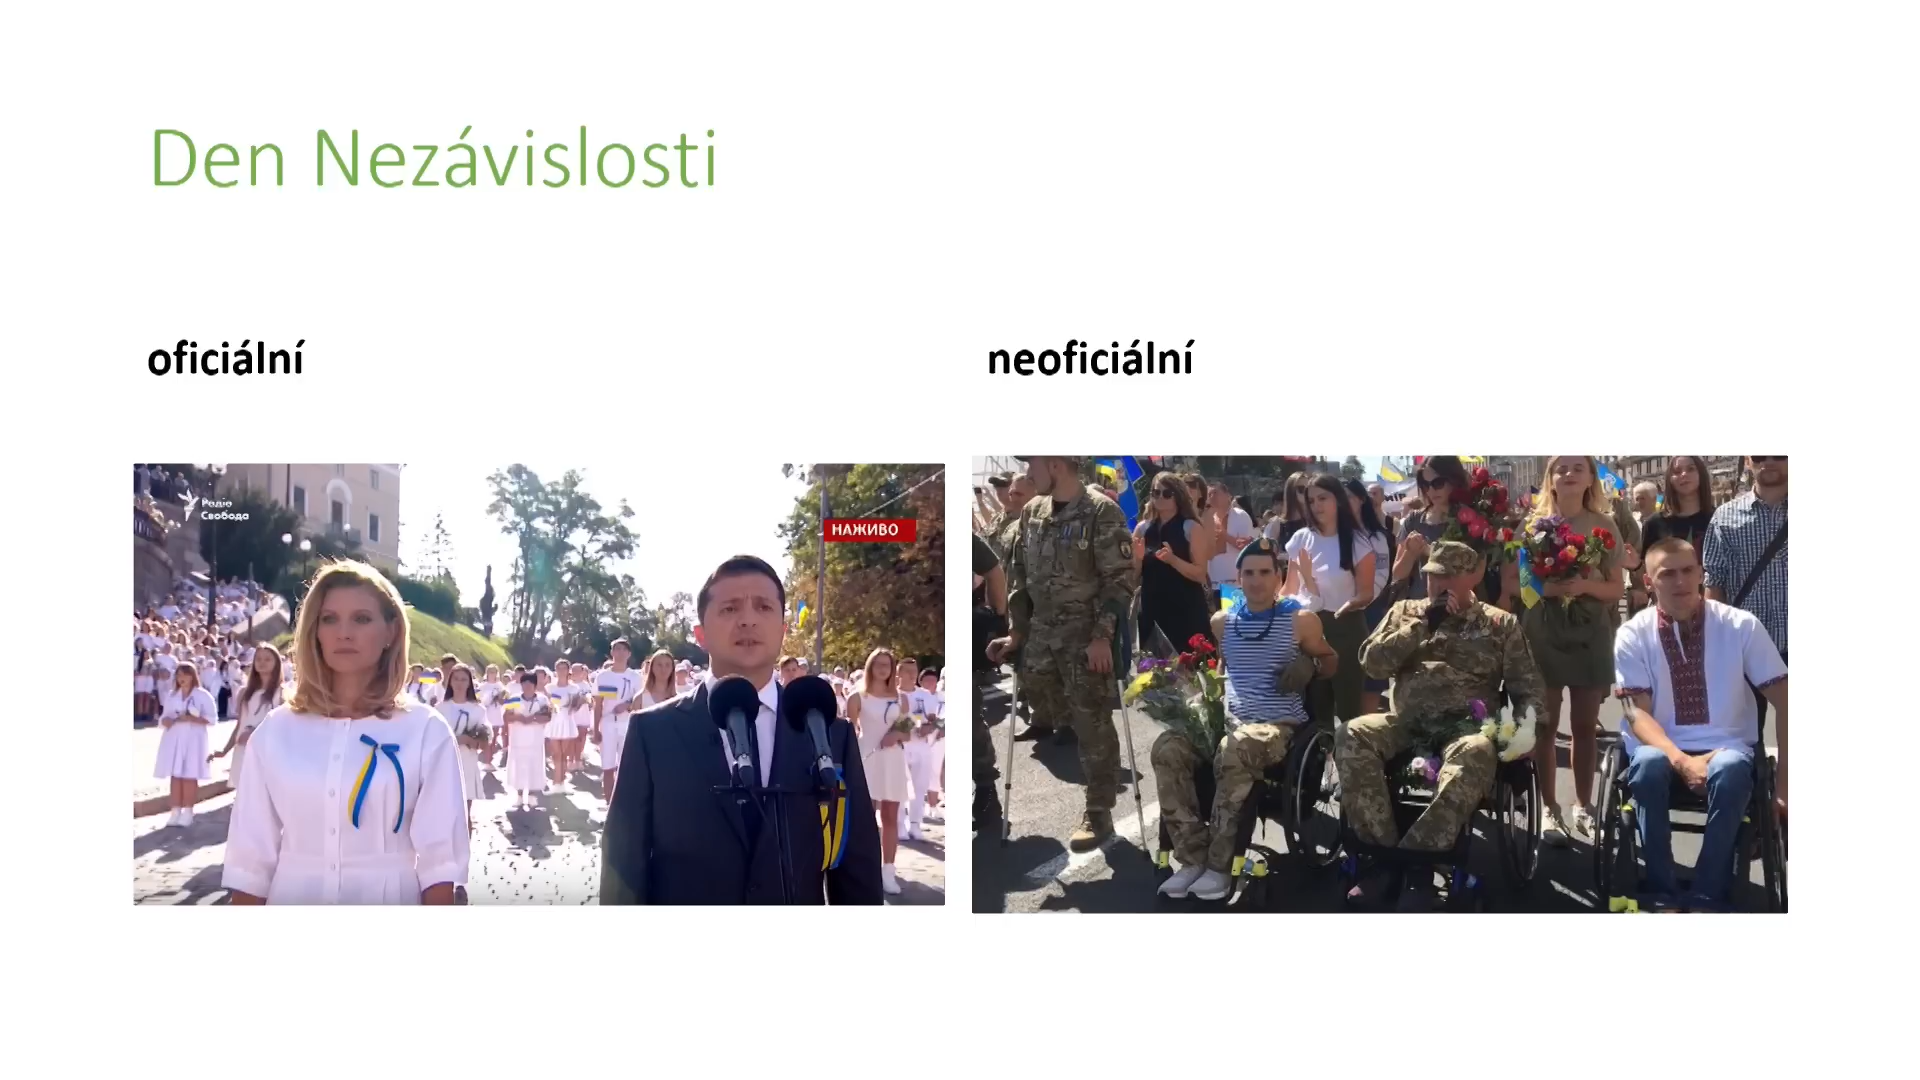 Den Nezávislosti
oficiální
neoficiální
Радіо
Свобода
НАЖИВО